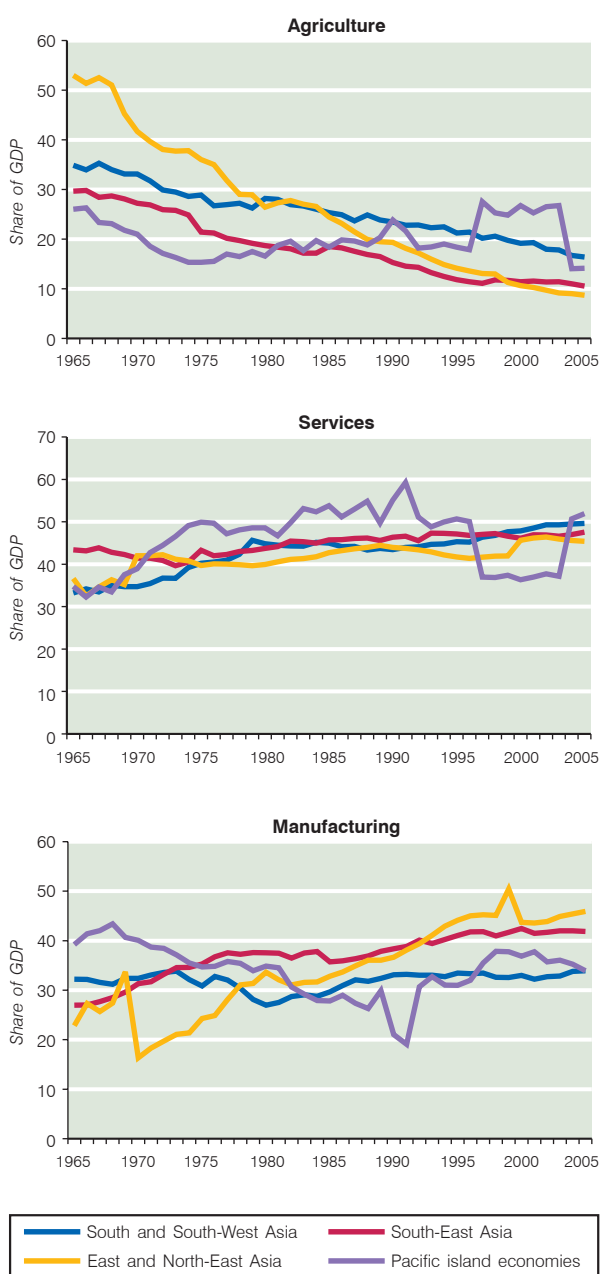 Agriculture
Share of GDP
60
50
40
30
20
10
0
1965 1970 1975 1980 1985 1990 1995 2000 2005
Services
Share of GDP
70
60
50
40
30
20
10
0
1965 1970 1975 1980 1985 1990 1995 2000 2005
Manufacturing
Share of GDP
60
50
40
30
20
10
0
1965 1970 1975 1980 1985 1990 1995 2000 2005
South and South-West Asia South-East Asia
East and North-East Asia Pacific island economies